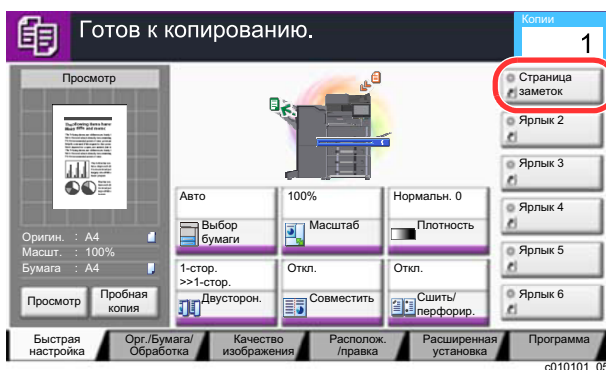 Готов к копированию.
Копии
1
Просмотр
Оригин. : A4
Масшт. : 100%
Бумага : A4
Просмотр
Пробная
копия
Авто
Выбор
бумаги
100%
Масштаб
Нормальн. 0
Плотность
1-стор.
>>1-стор.
Двусторон.
Откл.
Совместить
Откл.
Сшить/
перфорир.
Страница
заметок
Ярлык 2
Ярлык 3
Ярлык 4
Ярлык 5
Ярлык 6
Быстрая
настройка
Орг./Бумага/
Обработка
Качество
изображения
Располож.
/правка
Расширенная
установка
Программа
c010101_05